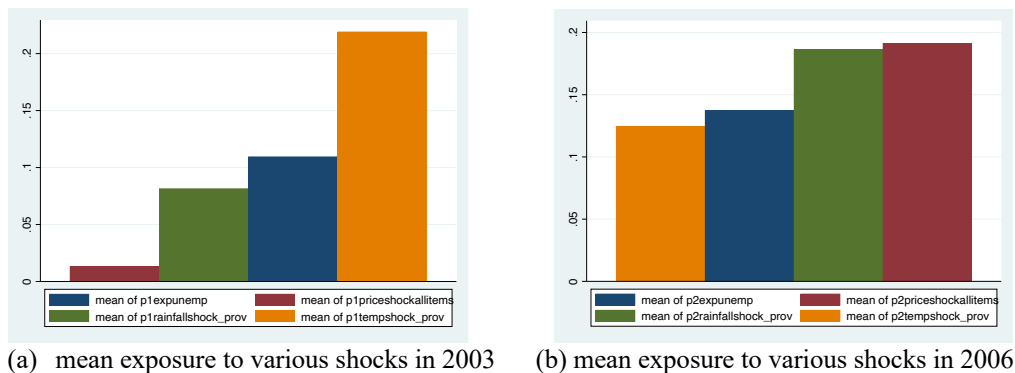 .2
.15
.1
.05
0
mean of p1expunemp mean of p1priceshockallitems
mean of p1rainfallshock_prov mean of p1tempshock_prov
(a) mean exposure to various shocks in 2003
.2
.15
.1
.05
0
mean of p2expunemp mean of p2priceshockallitems
mean of p2rainfallshock_prov mean of p2tempshock_prov
(b) mean exposure to various shocks in 2006